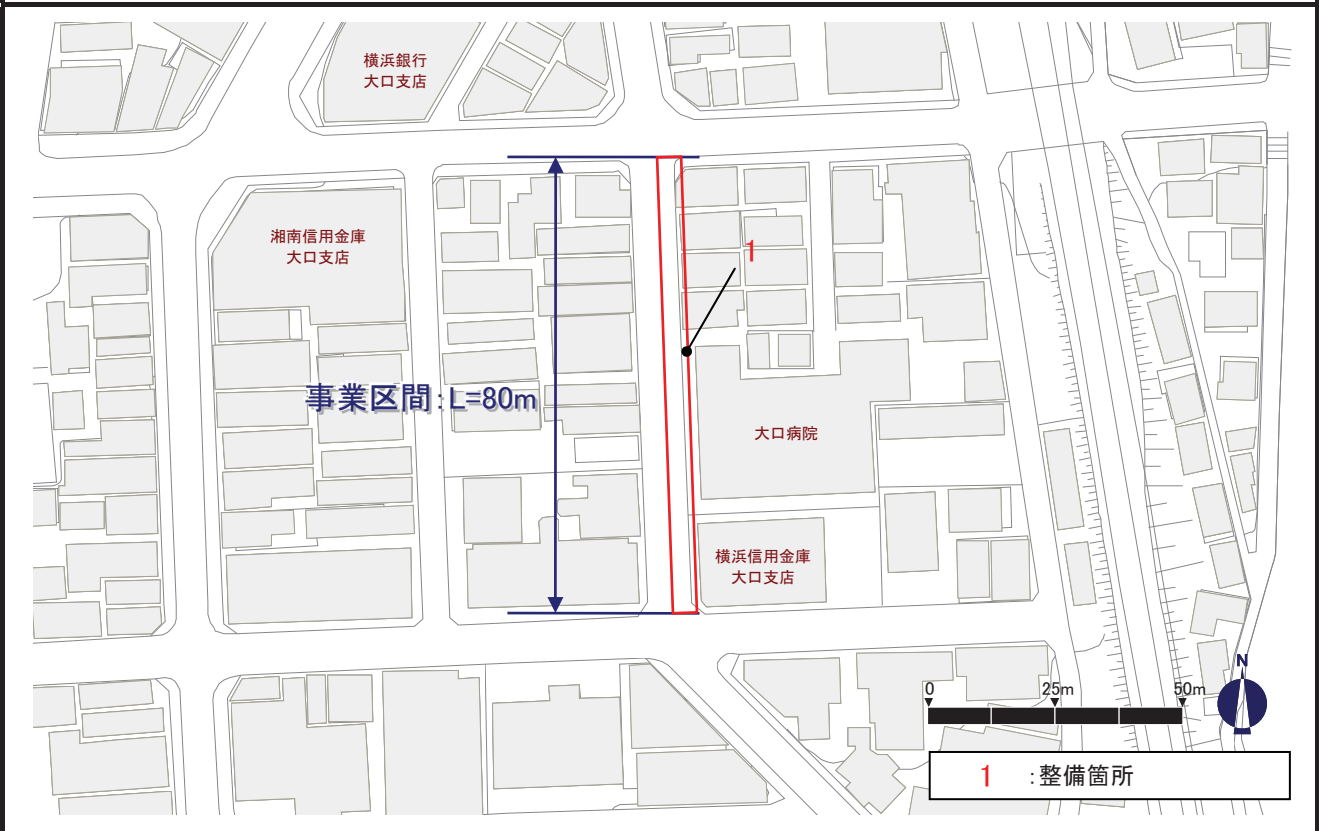 横浜銀行
大口支店
湘南信用金庫
大口支店
1
事業区間:L=80m
大口病院
横浜信用金庫
大口支店
N
0 25m 50m
1 :整備箇所